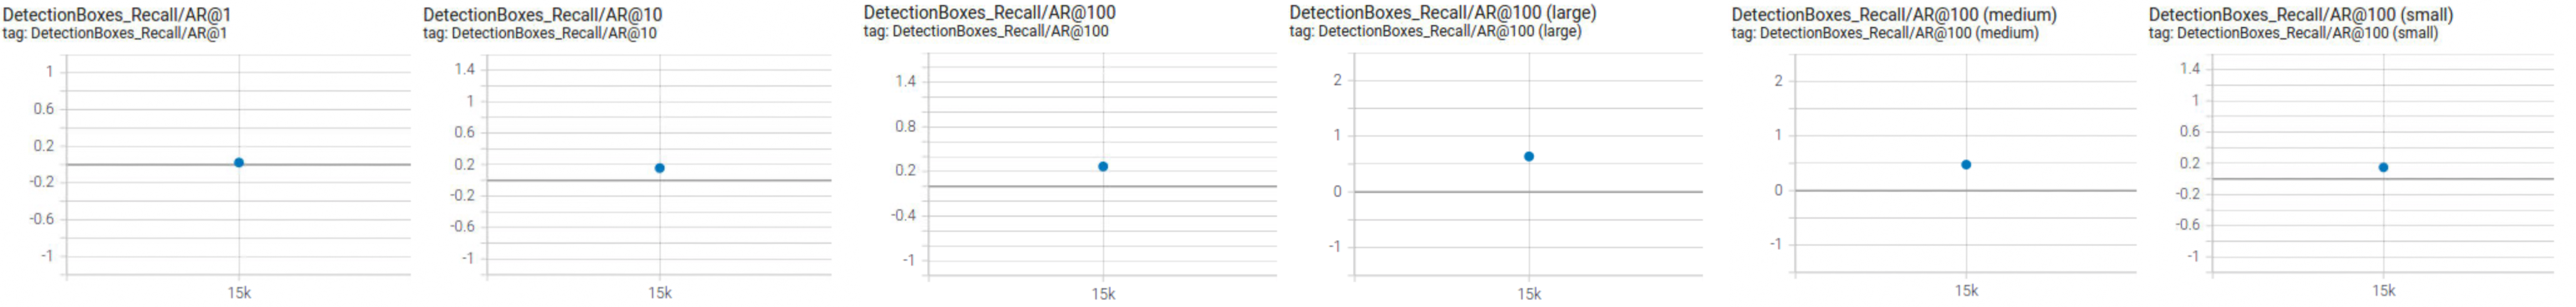 DetectionBoxes_Recall/AR@1
tag: DetectionBoxes_Recall/AR@1
1
0.6
0.2
-0.2
-0.6
-1
15k
DetectionBoxes_Recall/AR@10
tag: DetectionBoxes_Recall/AR@10
1.4
1
0.6
0.2
-0.2
-0.6
-1
15k
DetectionBoxes_Recall/AR@100
tag: DetectionBoxes_Recall/AR@100
1.4
0.8
0.2
-0.4
-1
15k
DetectionBoxes_Recall/AR@100 (large)
tag: DetectionBoxes_Recall/AR@100 (large)
2
1
0
-1
15k
DetectionBoxes_Recall/AR@100 (medium)
tag: DetectionBoxes_Recall/AR@100 (medium)
2
1
0
-1
15k
DetectionBoxes_Recall/AR@100 (small)
tag: DetectionBoxes_Recall/AR@100 (small)
1.4
1
0.6
0.2
-0.2
-0.6
-1
15k